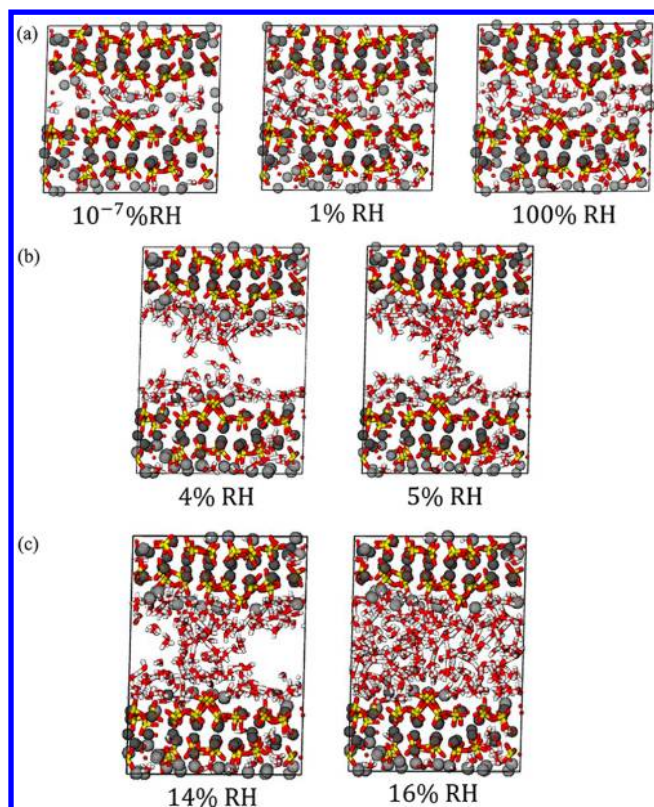 (a)
10⁻⁷%RH 1% RH 100% RH
(b)
4% RH 5% RH
(c)
14% RH 16% RH